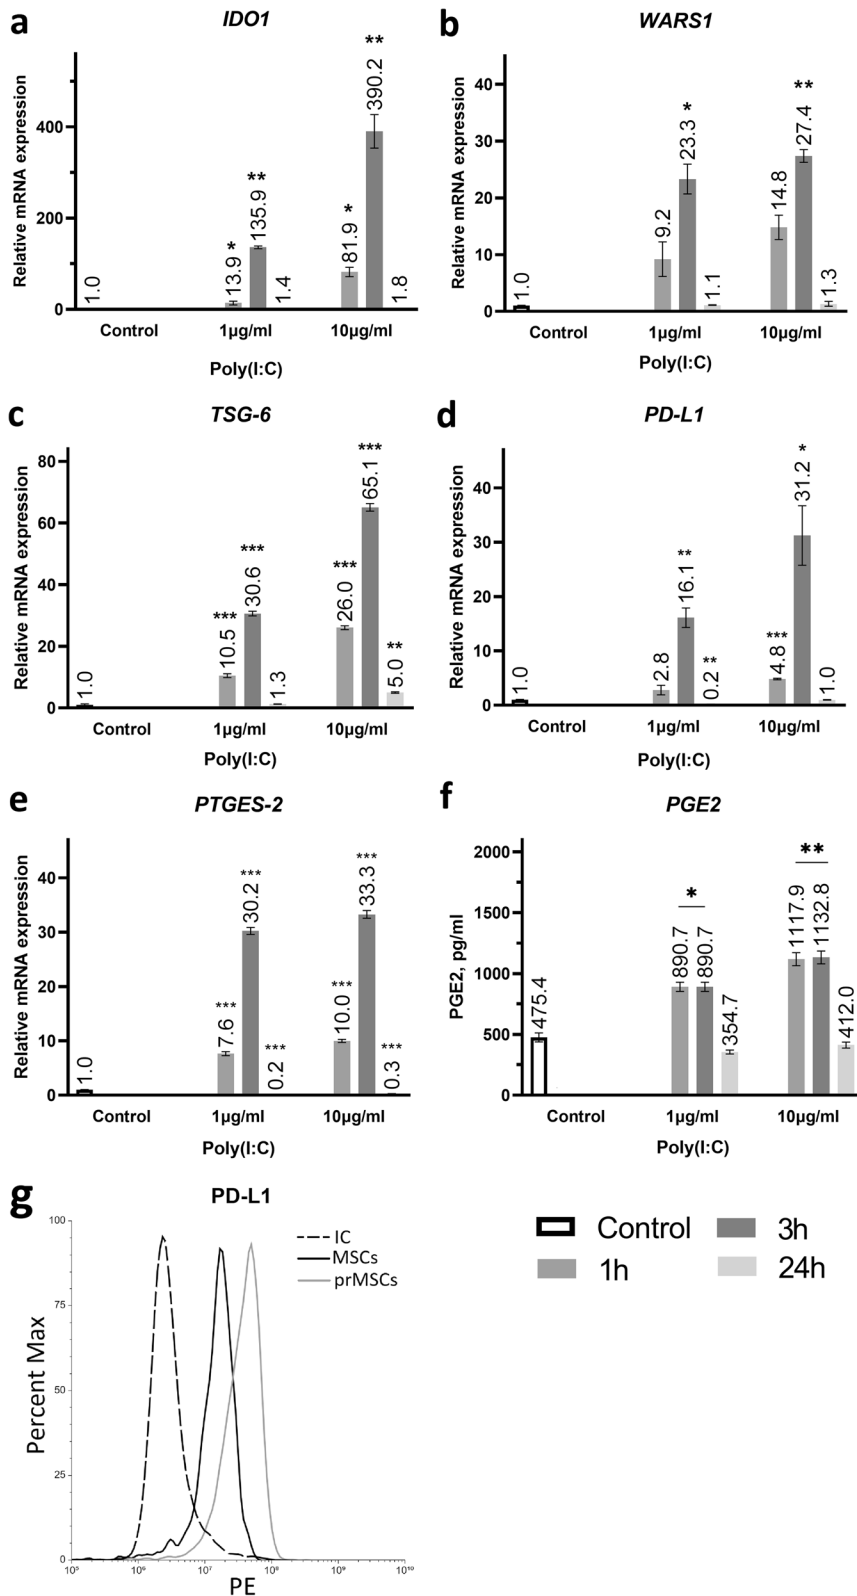 a
IDO1
Relative mRNA expression
400
200
0
1.0
*
13.9
**
135.9
1.4
*
81.9
**
390.2
1.8
Control
1µg/ml
10µg/ml
Poly(I:C)
b
WARS1
Relative mRNA expression
40
30
20
10
0
1.0
9.2
*
23.3
1.1
14.8
**
27.4
1.3
Control
1µg/ml
10µg/ml
Poly(I:C)
c
TSG-6
Relative mRNA expression
80
60
40
20
0
1.0
***
10.5
***
30.6
1.3
***
26.0
***
65.1
**
5.0
Control
1µg/ml
10µg/ml
Poly(I:C)
d
PD-L1
Relative mRNA expression
40
30
20
10
0
1.0
2.8
**
16.1
**
0.2
***
4.8
*
31.2
1.0
Control
1µg/ml
10µg/ml
Poly(I:C)
e
PTGES-2
Relative mRNA expression
40
30
20
10
0
1.0
***
7.6
***
30.2
***
0.2
***
10.0
***
33.3
***
0.3
Control
1µg/ml
10µg/ml
Poly(I:C)
f
PGE2
PGE2, pg/ml
2000
1500
1000
500
0
475.4
*
890.7
890.7
354.7
**
1117.9
1132.8
412.0
Control
1µg/ml
10µg/ml
Poly(I:C)
g
PD-L1
Percent Max
100
75
50
25
0
IC
MSCs
prMSCs
10⁵
10⁶
10⁷
10⁸
10⁹
10¹⁰
PE
Control
3h
1h
24h